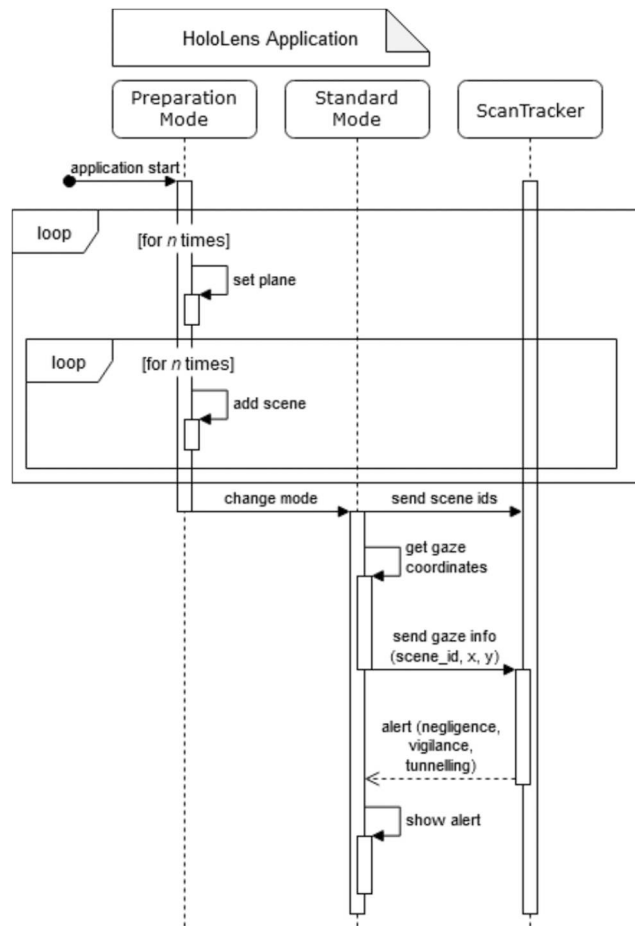 HoloLens Application
Preparation
Mode
Standard
Mode
ScanTracker
application start
loop
[for n times]
set plane
loop
[for n times]
add scene
change mode
send scene ids
get gaze
coordinates
send gaze info
(scene_id, x, y)
alert (negligence,
vigilance,
tunnelling)
show alert